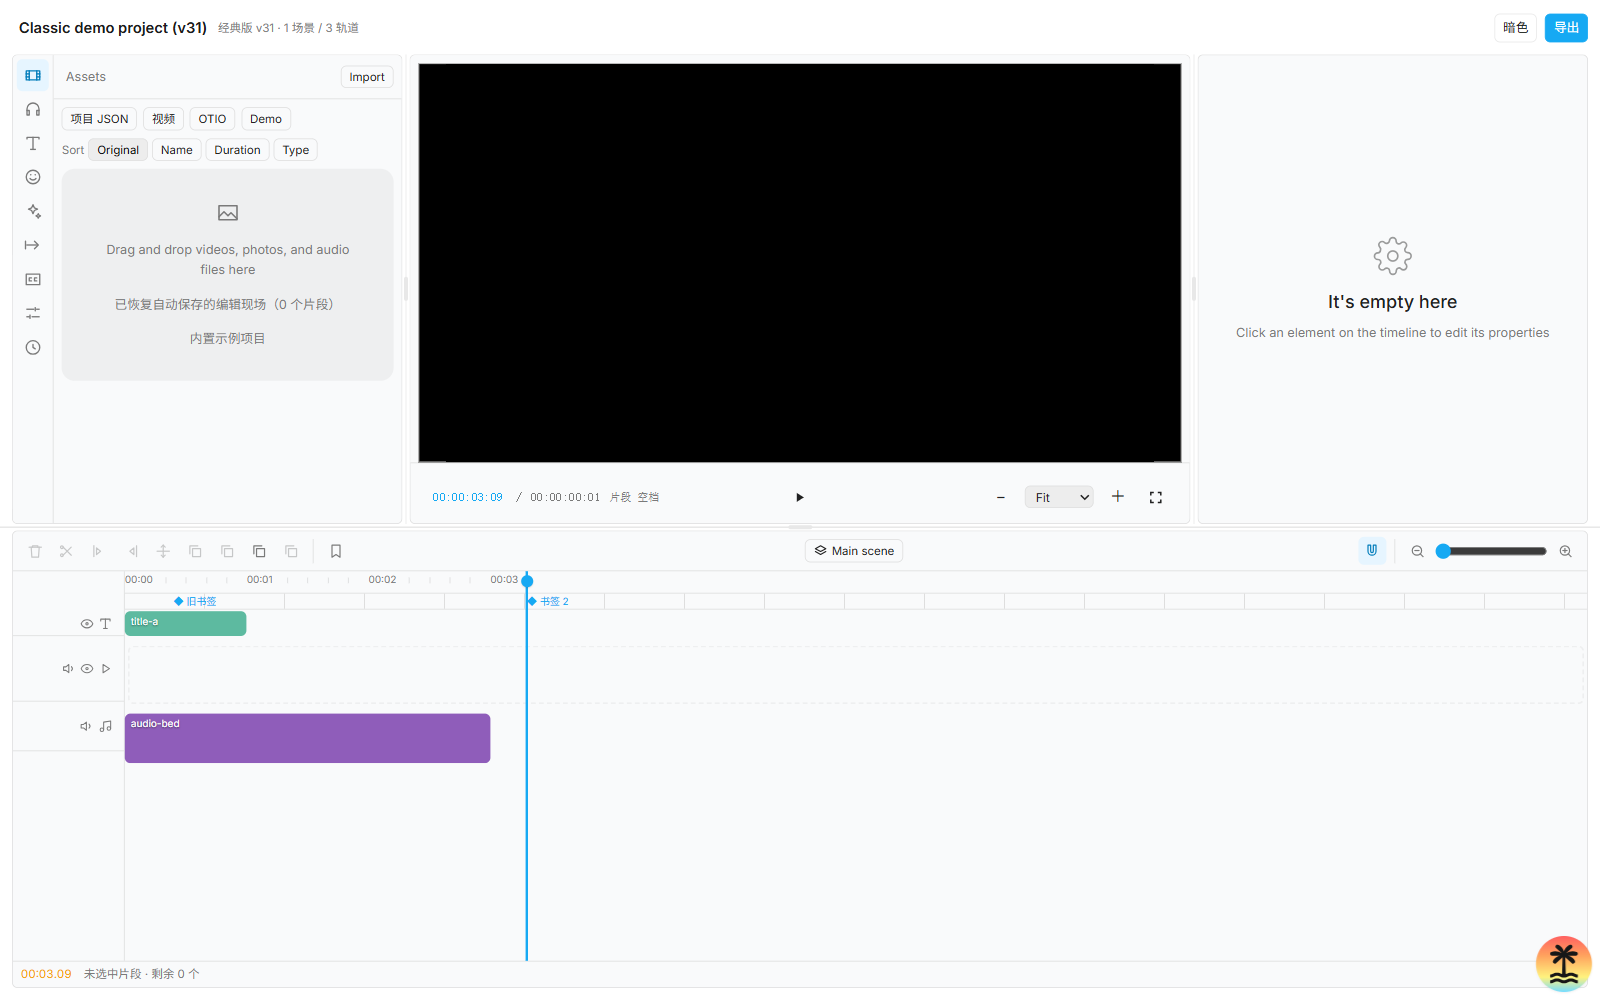 Classic demo project (v31) 经典版 v31 · 1 场景 / 3 轨道
暗色 导出
Assets Import
项目 JSON 视频 OTIO Demo
Sort Original Name Duration Type
Drag and drop videos, photos, and audio
files here
已恢复自动保存的编辑现场（0 个片段）
内置示例项目
It's empty here
Click an element on the timeline to edit its properties
00:00:03:09 / 00:00:00:01 片段 空档
Fit
Main scene
00:00 00:01 00:02 00:03
旧书签 书签 2
title-a
audio-bed
00:03.09 未选中片段 · 剩余 0 个